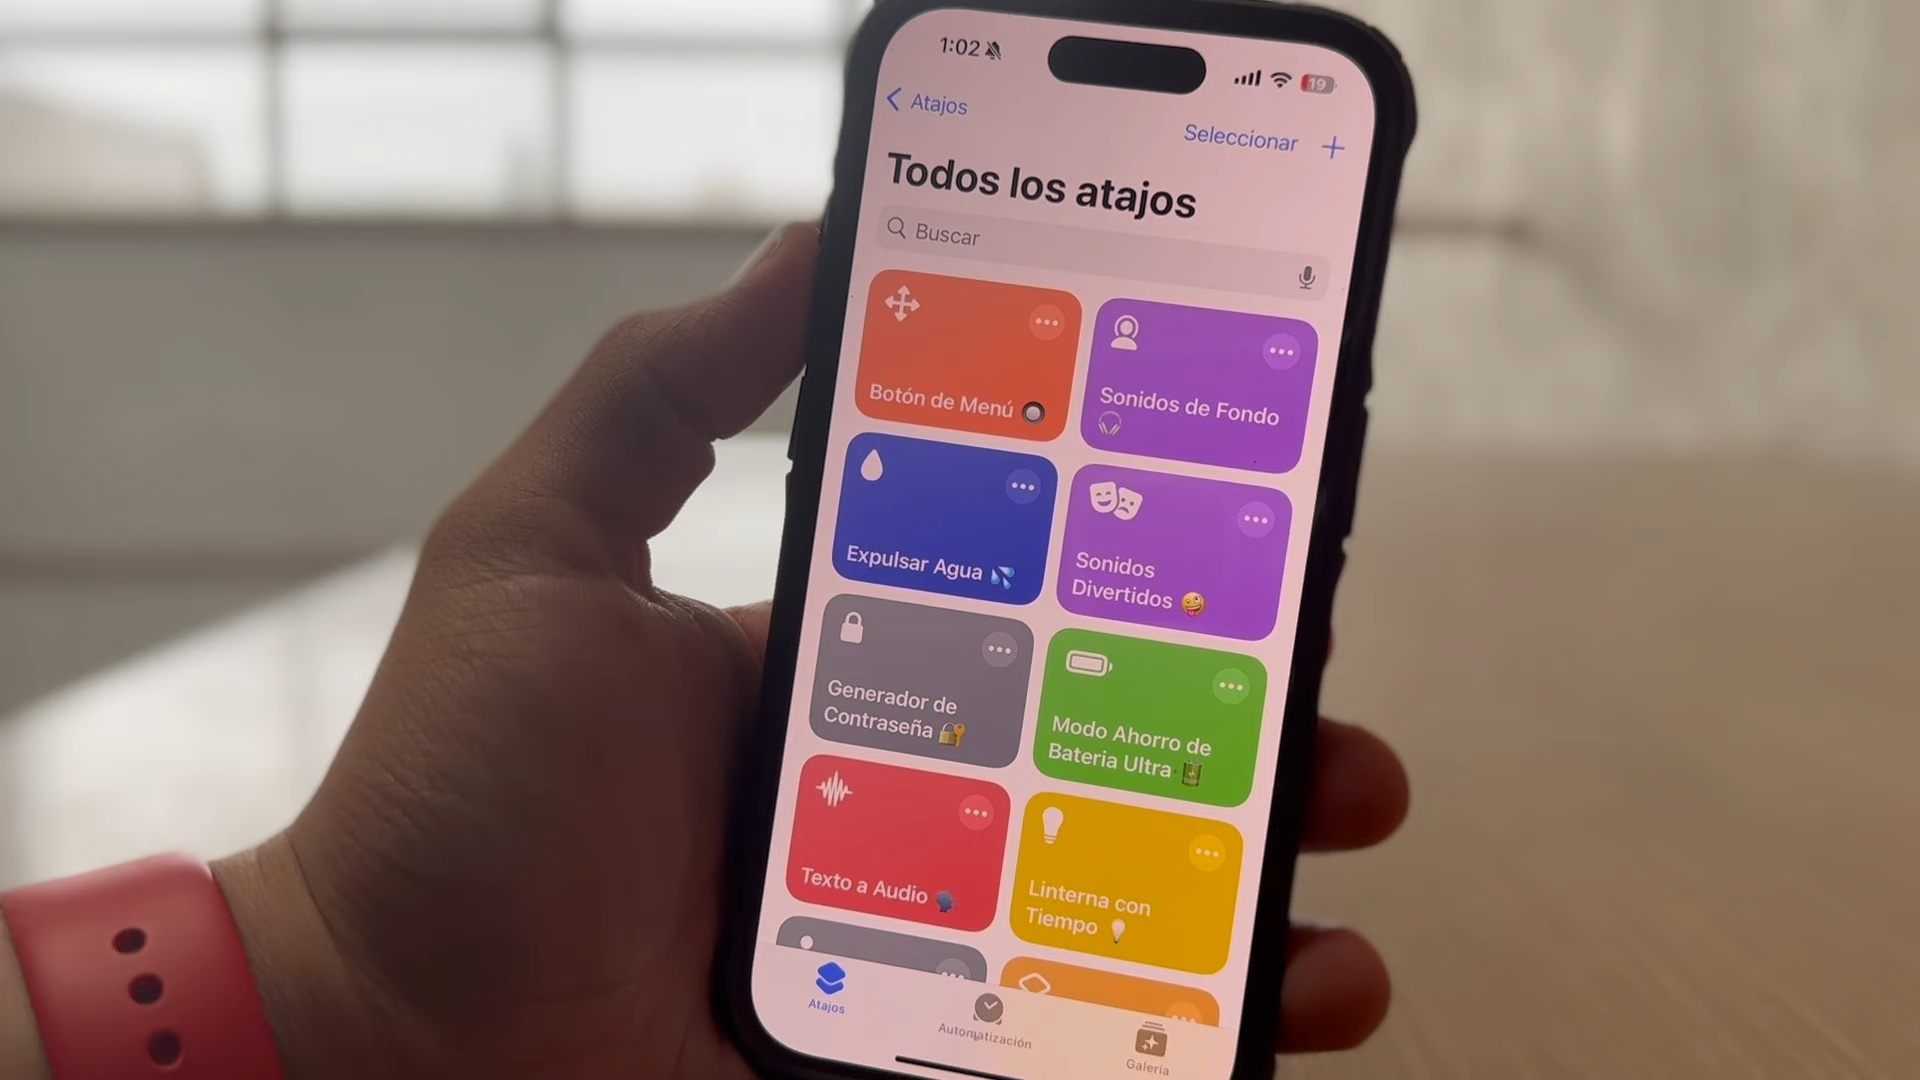 1:02
19
Atajos
Seleccionar
Todos los atajos
Buscar
Botón de Menú
Sonidos de Fondo
Expulsar Agua
Sonidos
Divertidos
Generador de
Contraseña
Modo Ahorro de
Bateria Ultra
Texto a Audio
Linterna con
Tiempo
Atajos
Automatización
Galería